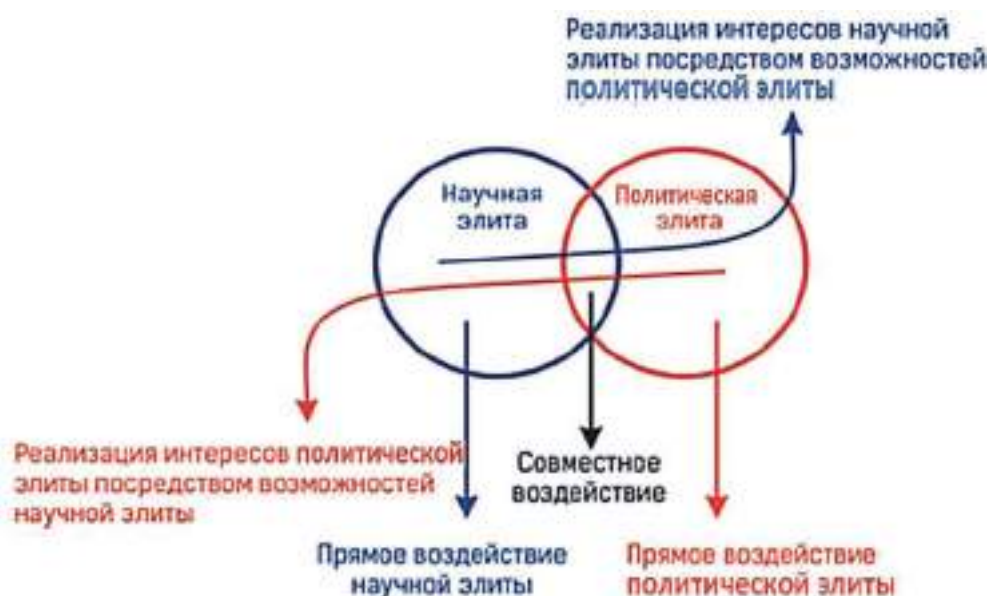 Реализация интересов научной
элиты посредством возможностей
политической элиты
Научная
элита
Политическая
элита
Реализация интересов политической
элиты посредством возможностей
научной элиты
Совместное
воздействие
Прямое воздействие
научной элиты
Прямое воздействие
политической элиты